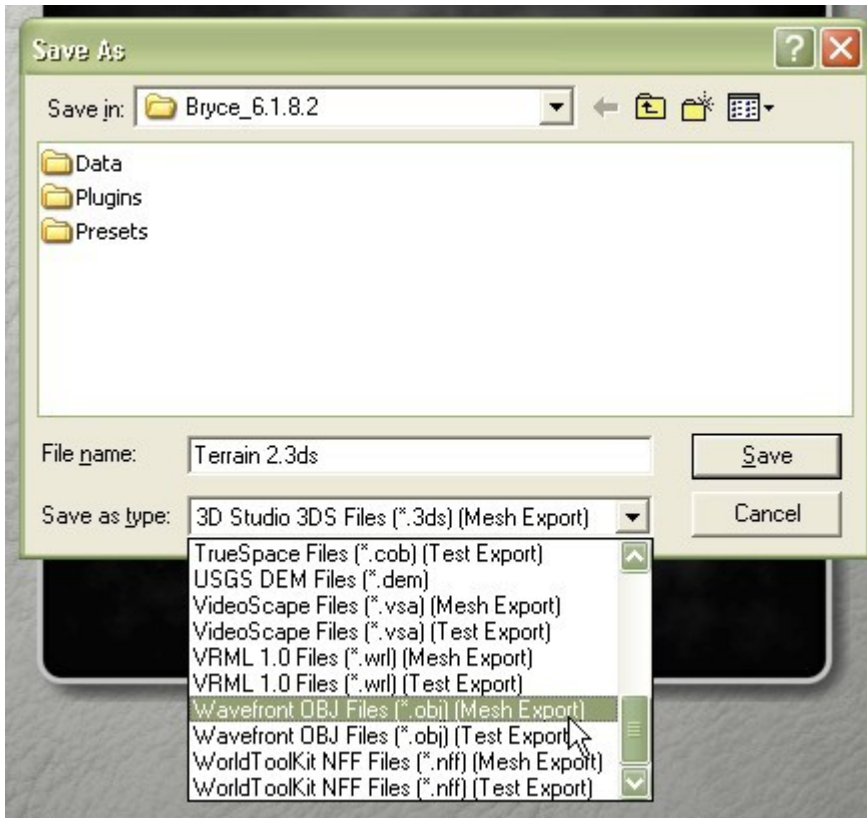 Save As
Save in: Bryce_6.1.8.2
Data
Plugins
Presets
File name: Terrain 2.3ds Save
Save as type: 3D Studio 3DS Files (*.3ds) (Mesh Export) Cancel
TrueSpace Files (*.cob) (Test Export)
USGS DEM Files (*.dem)
VideoScape Files (*.vsa) (Mesh Export)
VideoScape Files (*.vsa) (Test Export)
VRML 1.0 Files (*.wrl) (Mesh Export)
VRML 1.0 Files (*.wrl) (Test Export)
Wavefront OBJ Files (*.obj) (Mesh Export)
Wavefront OBJ Files (*.obj) (Test Export)
WorldToolKit NFF Files (*.nff) (Mesh Export)
WorldToolKit NFF Files (*.nff) (Test Export)